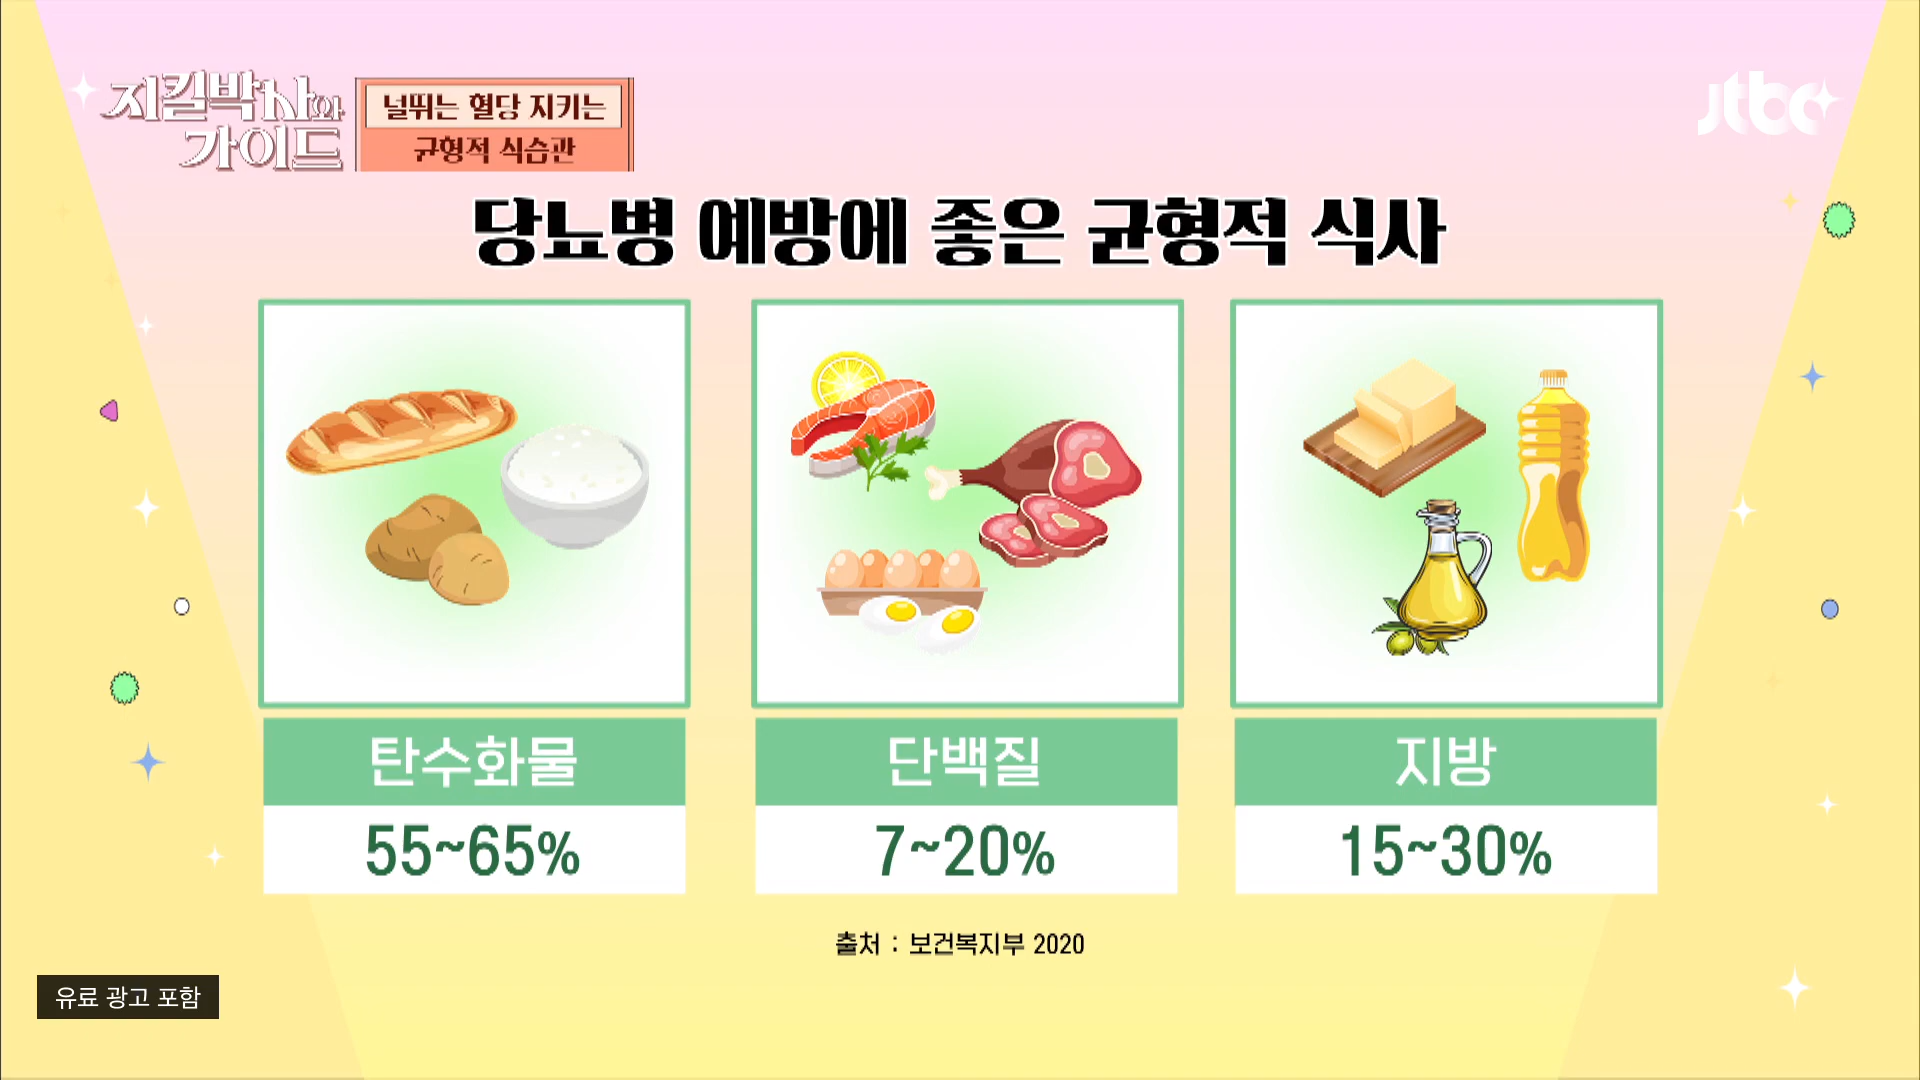 지킬박사와
가이드
널뛰는 혈당 지키는
균형적 식습관
jtbc
당뇨병 예방에 좋은 균형적 식사
탄수화물
단백질
지방
55~65%
7~20%
15~30%
출처 : 보건복지부 2020
유료 광고 포함